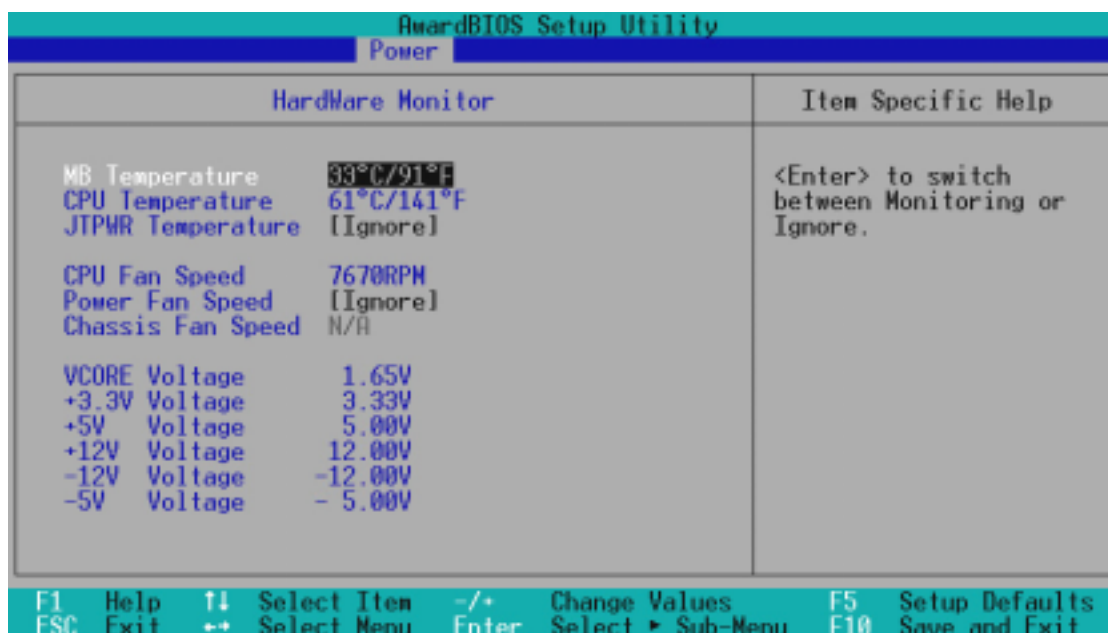 AwardBIOS Setup Utility
Power
HardWare Monitor
Item Specific Help
MB Temperature 33°C/91°F
CPU Temperature 61°C/141°F
JTPWR Temperature [Ignore]
CPU Fan Speed 7670RPM
Power Fan Speed [Ignore]
Chassis Fan Speed N/A
VCORE Voltage 1.65V
+3.3V Voltage 3.33V
+5V Voltage 5.00V
+12V Voltage 12.00V
-12V Voltage -12.00V
-5V Voltage - 5.00V
<Enter> to switch
between Monitoring or
Ignore.
F1 Help ↑↓ Select Item -/+ Change Values F5 Setup Defaults
ESC Exit ←→ Select Menu Enter Select ► Sub-Menu F10 Save and Exit